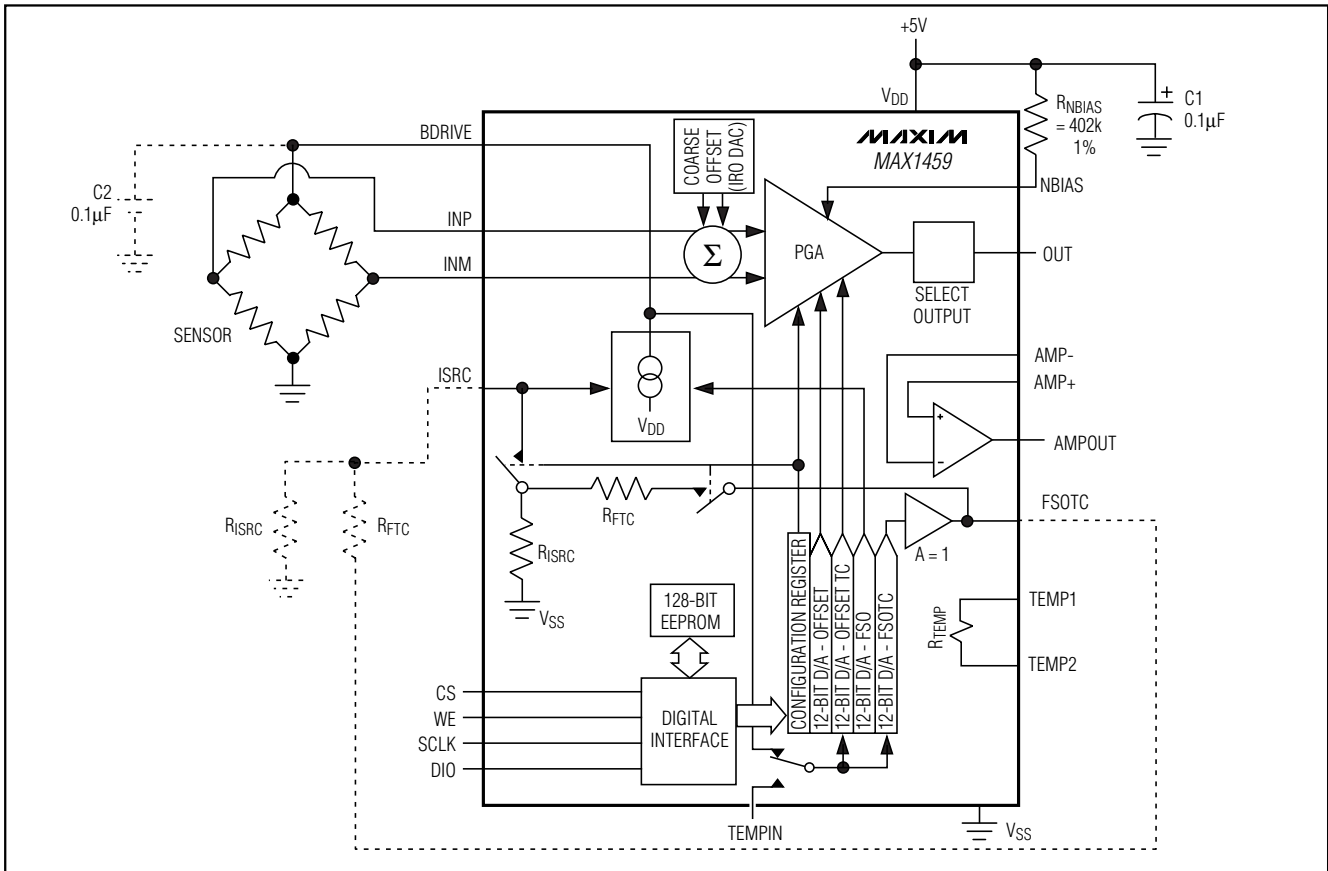 +5V
VDD
RNBIAS
= 402k
1%
C1
0.1µF
+
BDRIVE
COARSE
OFFSET
(IRO DAC)
MAXIM
MAX1459
NBIAS
C2
0.1µF
INP
Σ
PGA
INM
OUT
SELECT
OUTPUT
SENSOR
AMP-
AMP+
ISRC
VDD
+
−
AMPOUT
RISRC
RFTC
RFTC
RISRC
VSS
FSOTC
A = 1
CONFIGURATION REGISTER
12-BIT D/A - OFFSET
12-BIT D/A - OFFSET TC
12-BIT D/A - FSO
12-BIT D/A - FSOTC
128-BIT
EEPROM
TEMP1
RTEMP
TEMP2
CS
WE
SCLK
DIO
DIGITAL
INTERFACE
TEMPIN
VSS